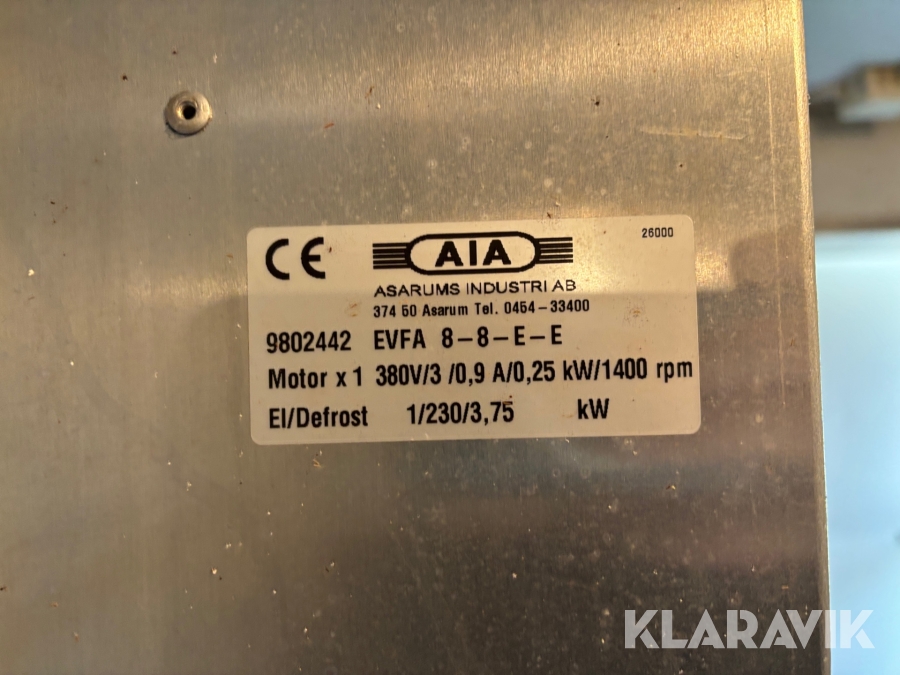 CE AIA 26000
ASARUMS INDUSTRI AB
374 50 Asarum Tel. 0454-33400
9802442 EVFA 8-8-E-E
Motor x 1 380V/3 /0,9 A/0,25 kW/1400 rpm
El/Defrost 1/230/3,75 kW
KLARAVIK